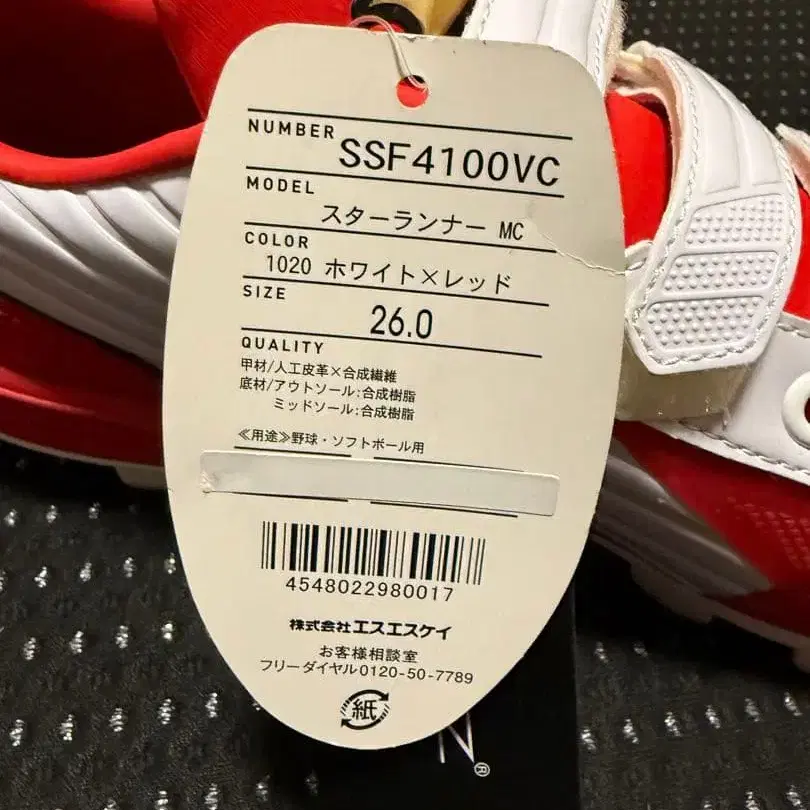 NUMBER SSF4100VC
MODEL
スターランナー MC
COLOR
1020 ホワイト×レッド
SIZE
26.0
QUALITY
甲材/人工皮革×合成繊維
底材/アウトソール:合成樹脂
ミッドソール:合成樹脂
≪用途≫野球・ソフトボール用
4548022980017
株式会社エスエスケイ
お客様相談室
フリーダイヤル0120-50-7789
紙
N®